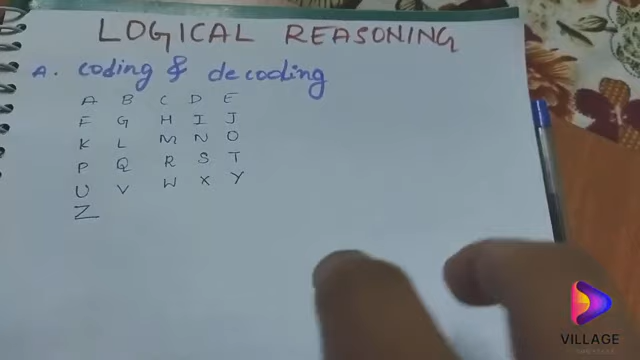 LOGICAL REASONING
A. coding & decoding
A B C D E
F G H I J
K L M N O
P Q R S T
U V W X Y
Z
VILLAGE